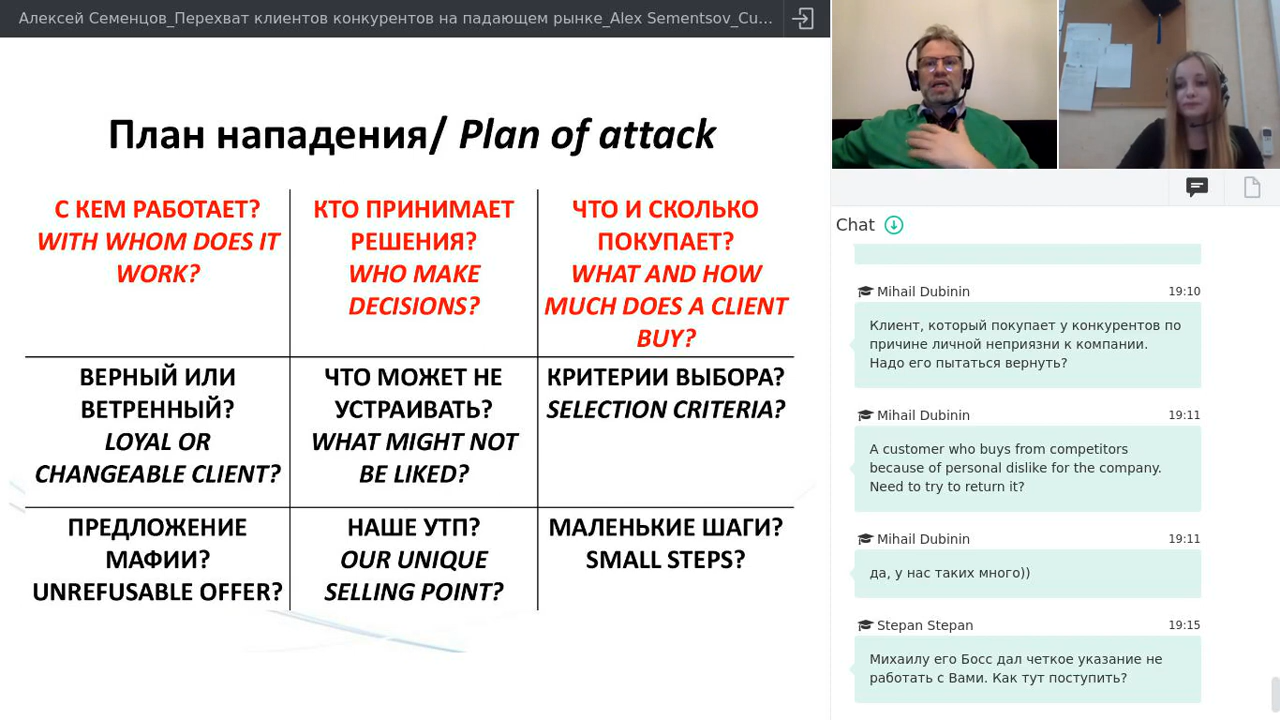 Алексей Семенцов_Перехват клиентов конкурентов на падающем рынке_Alex Sementsov_Cu...
План нападения/ Plan of attack
С КЕМ РАБОТАЕТ?
WITH WHOM DOES IT
WORK?
КТО ПРИНИМАЕТ
РЕШЕНИЯ?
WHO MAKE
DECISIONS?
ЧТО И СКОЛЬКО
ПОКУПАЕТ?
WHAT AND HOW
MUCH DOES A CLIENT
BUY?
ВЕРНЫЙ ИЛИ
ВЕТРЕННЫЙ?
LOYAL OR
CHANGEABLE CLIENT?
ЧТО МОЖЕТ НЕ
УСТРАИВАТЬ?
WHAT MIGHT NOT
BE LIKED?
КРИТЕРИИ ВЫБОРА?
SELECTION CRITERIA?
ПРЕДЛОЖЕНИЕ
МАФИИ?
UNREFUSABLE OFFER?
НАШЕ УТП?
OUR UNIQUE
SELLING POINT?
МАЛЕНЬКИЕ ШАГИ?
SMALL STEPS?
Chat
Mihail Dubinin 19:10
Клиент, который покупает у конкурентов по
причине личной неприязни к компании.
Надо его пытаться вернуть?
Mihail Dubinin 19:11
A customer who buys from competitors
because of personal dislike for the company.
Need to try to return it?
Mihail Dubinin 19:11
да, у нас таких много))
Stepan Stepan 19:15
Михаилу его Босс дал четкое указание не
работать с Вами. Как тут поступить?